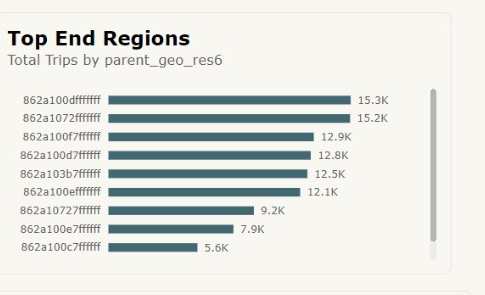 Top End Regions
Total Trips by parent_geo_res6
862a100dfffffff 15.3K
862a1072fffffff 15.2K
862a100f7ffffff 12.9K
862a100d7ffffff 12.8K
862a103b7ffffff 12.5K
862a100efffffff 12.1K
862a10727ffffff 9.2K
862a100e7ffffff 7.9K
862a100c7ffffff 5.6K